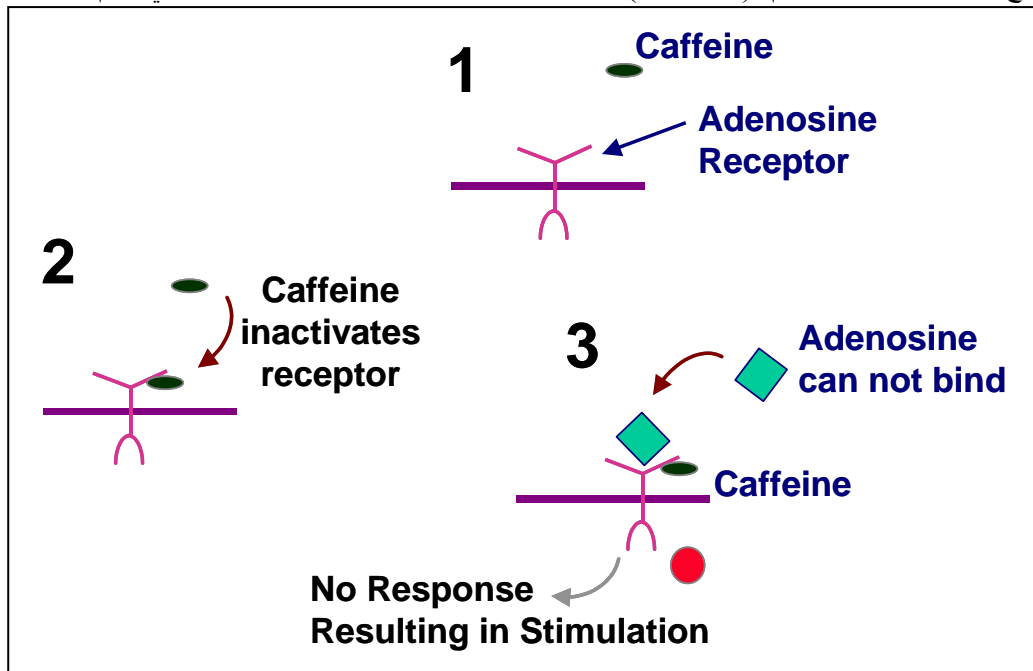 1
Caffeine
Adenosine
Receptor
2
Caffeine
inactivates
receptor
3
Adenosine
can not bind
Caffeine
No Response
Resulting in Stimulation